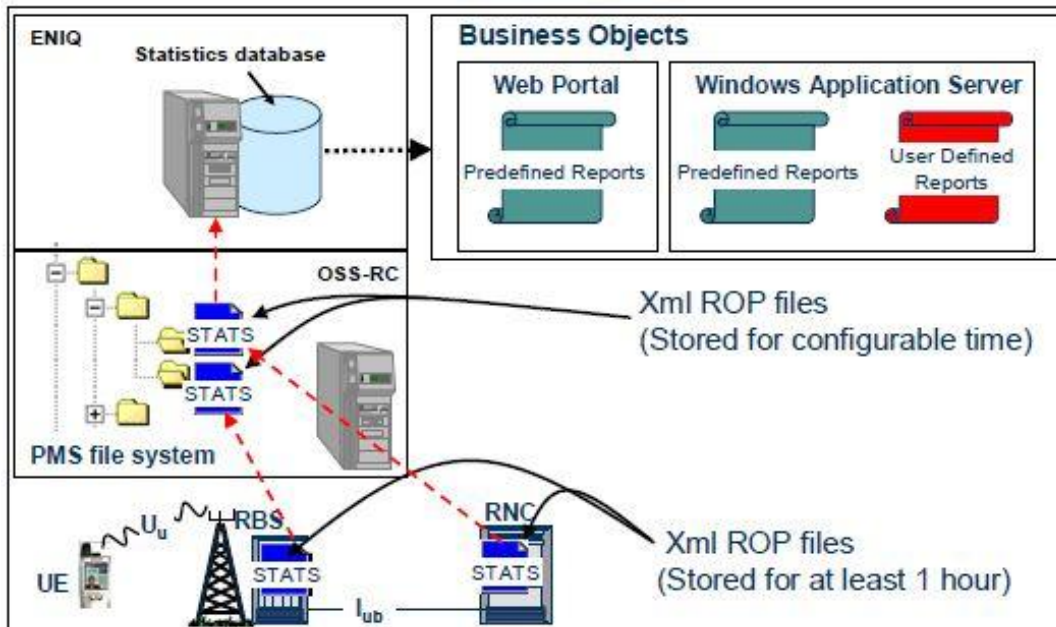 ENIQ
Statistics database
Business Objects
Web Portal
Predefined Reports
Windows Application Server
Predefined Reports
User Defined
Reports
OSS-RC
STATS
STATS
PMS file system
Xml ROP files
(Stored for configurable time)
UE
Uu
RBS
STATS
Iub
RNC
STATS
Xml ROP files
(Stored for at least 1 hour)